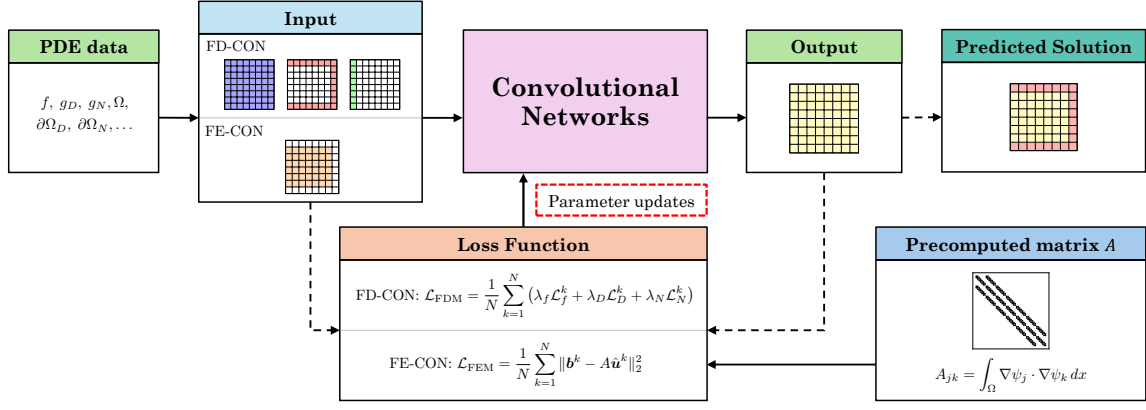 PDE data
f, g_D, g_N, Ω,
∂Ω_D, ∂Ω_N, ...
Input
FD-CON
FE-CON
Convolutional
Networks
Output
Predicted Solution
Parameter updates
Loss Function
FD-CON: ℒ_FDM = 1/N ∑_{k=1}^{N} (λ_f ℒ_f^k + λ_D ℒ_D^k + λ_N ℒ_N^k)
FE-CON: ℒ_FEM = 1/N ∑_{k=1}^{N} ‖b^k − Aû^k‖_2^2
Precomputed matrix A
A_{jk} = ∫_Ω ∇ψ_j · ∇ψ_k dx